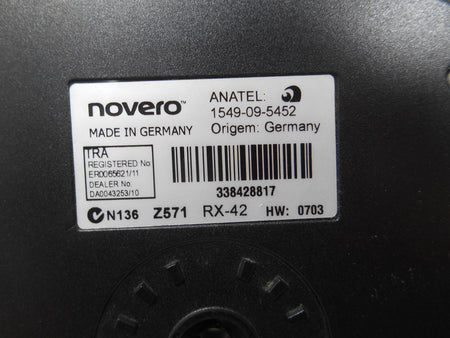 novero™
ANATEL:
1549-09-5452
MADE IN GERMANY
Origem: Germany
TRA
REGISTERED No
ER0065621/11
DEALER No.
DA0043253/10
338428817
N136 Z571 RX-42 HW: 0703